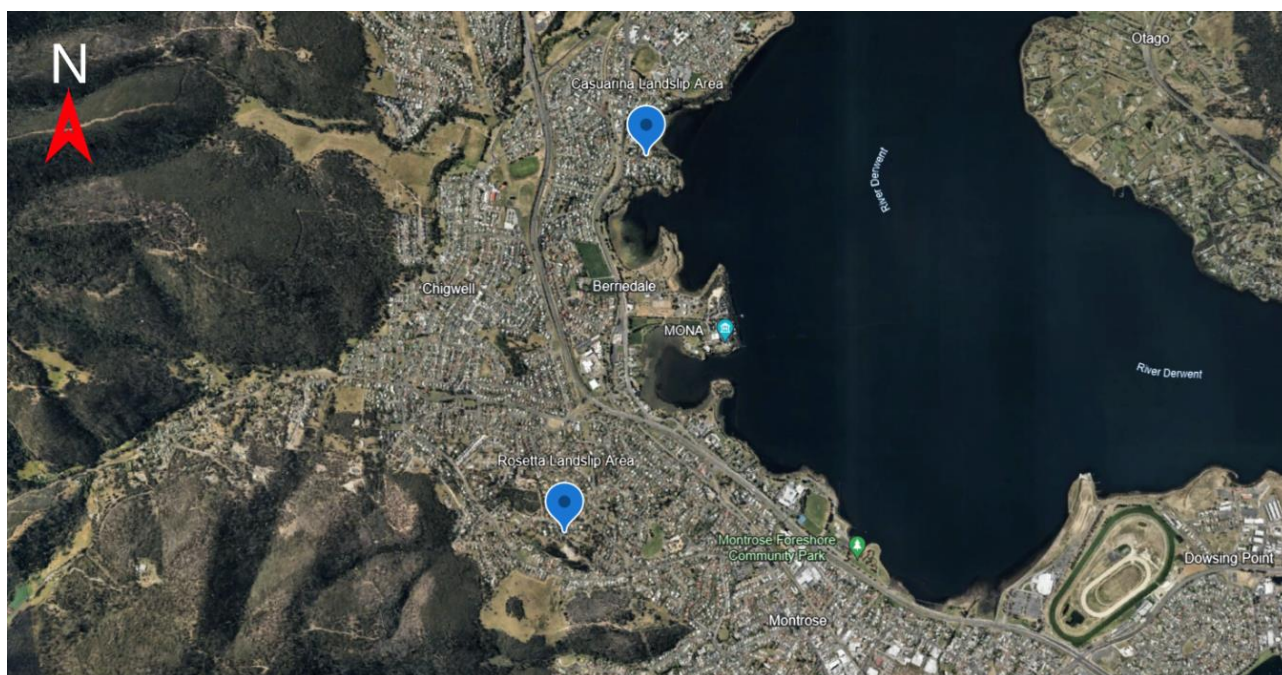 N
Otago
Casuarina Landslip Area
River Derwent
Chigwell
Berriedale
MONA
River Derwent
Rosetta Landslip Area
Montrose Foreshore
Community Park
Dowsing Point
Montrose